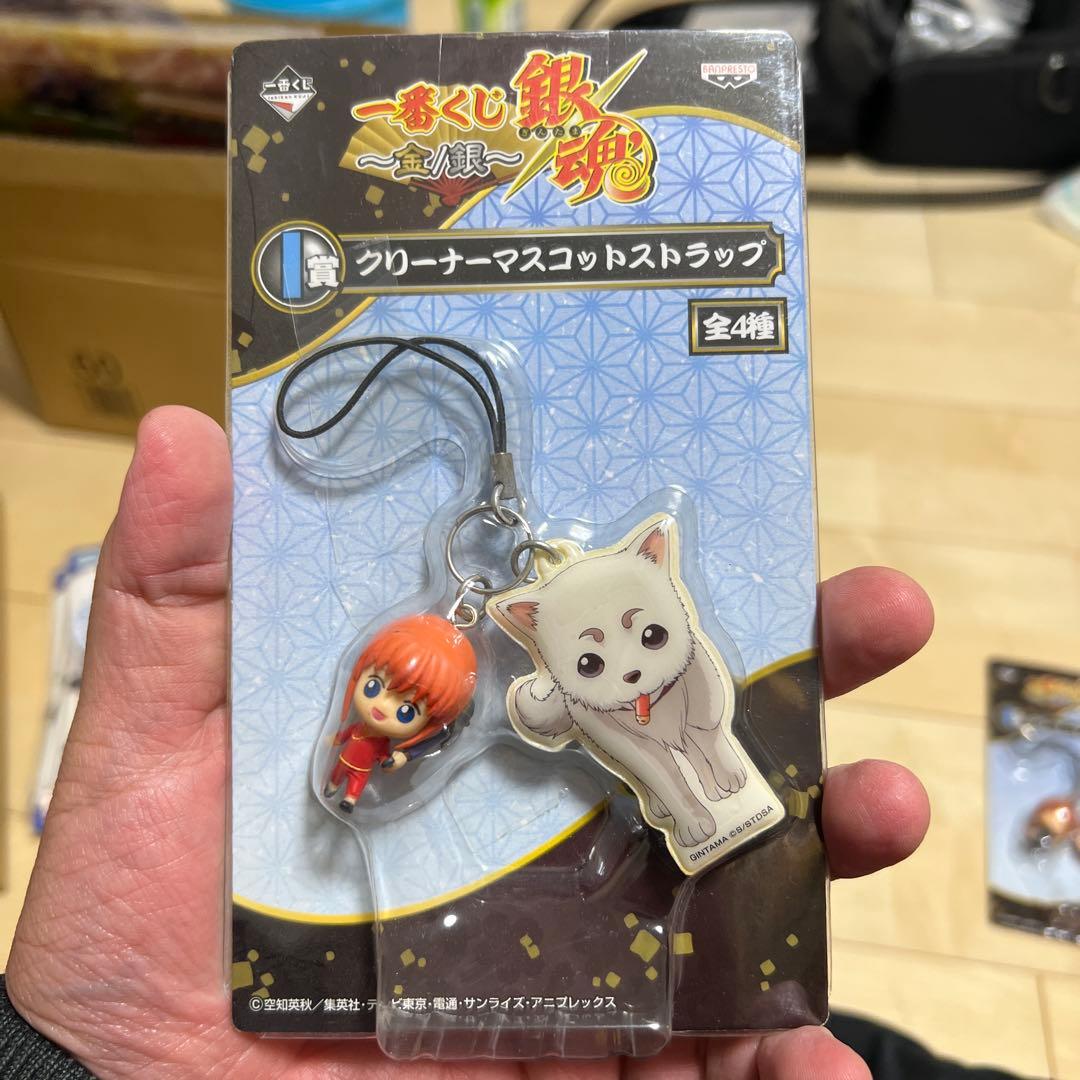 一番くじ
ICHIBAN KUJI
BANPRESTO
一番くじ 銀魂
ぎんたま
〜金/銀〜
I賞 クリーナーマスコットストラップ
全4種
GINTAMA ©S/STDSA
©空知英秋/集英社・テレビ東京・電通・サンライズ・アニプレックス